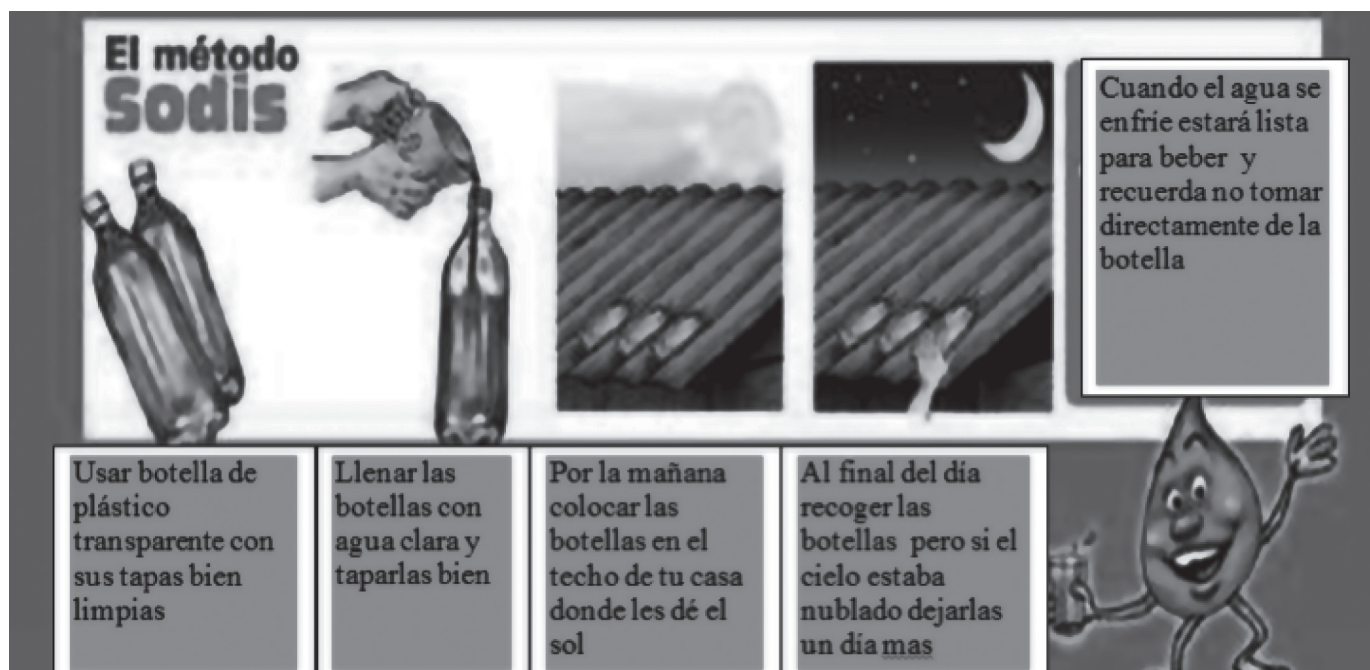 El método
Sodis
Usar botella de
plástico
transparente con
sus tapas bien
limpias
Llenar las
botellas con
agua clara y
taparlas bien
Por la mañana
colocar las
botellas en el
techo de tu casa
donde les dé el
sol
Al final del día
recoger las
botellas pero si el
cielo estaba
nublado dejarlas
un día mas
Cuando el agua se
enfríe estará lista
para beber y
recuerda no tomar
directamente de la
botella